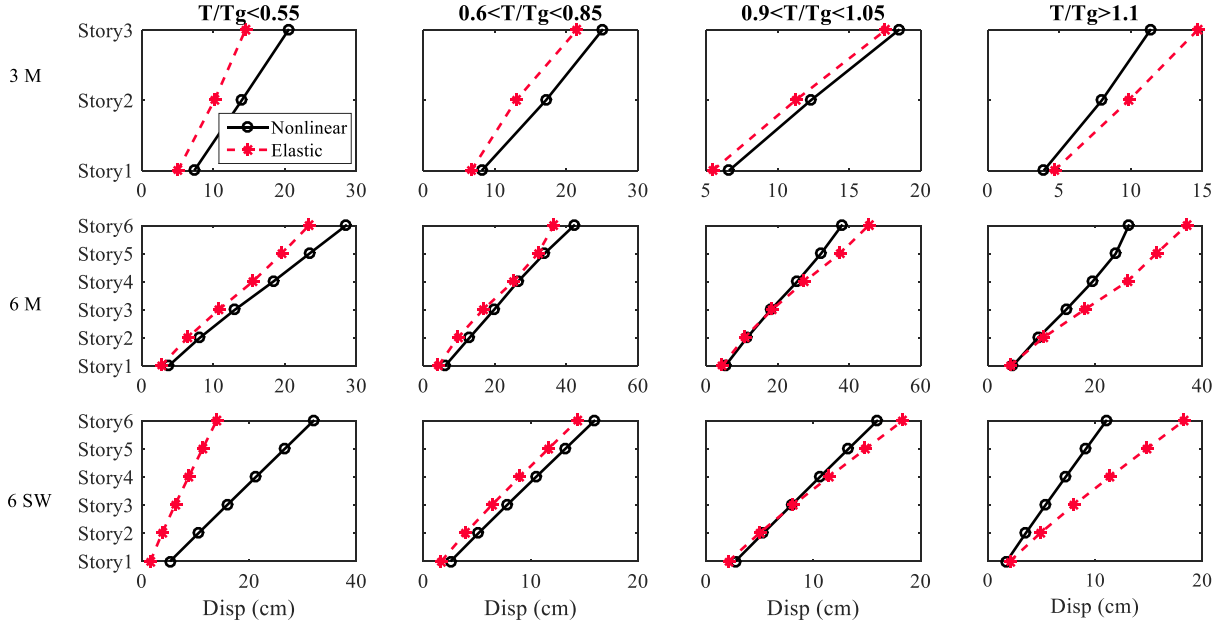 T/Tg<0.55 0.6<T/Tg<0.85 0.9<T/Tg<1.05 T/Tg>1.1
3 M
Story3
Story2
Story1
Nonlinear
Elastic
0 10 20 30 0 10 20 30 5 10 15 20 0 5 10 15
6 M
Story6
Story5
Story4
Story3
Story2
Story1
0 10 20 30 0 20 40 60 0 20 40 60 0 20 40
6 SW
Story6
Story5
Story4
Story3
Story2
Story1
0 20 40 0 10 20 0 10 20 0 10 20
Disp (cm) Disp (cm) Disp (cm) Disp (cm)